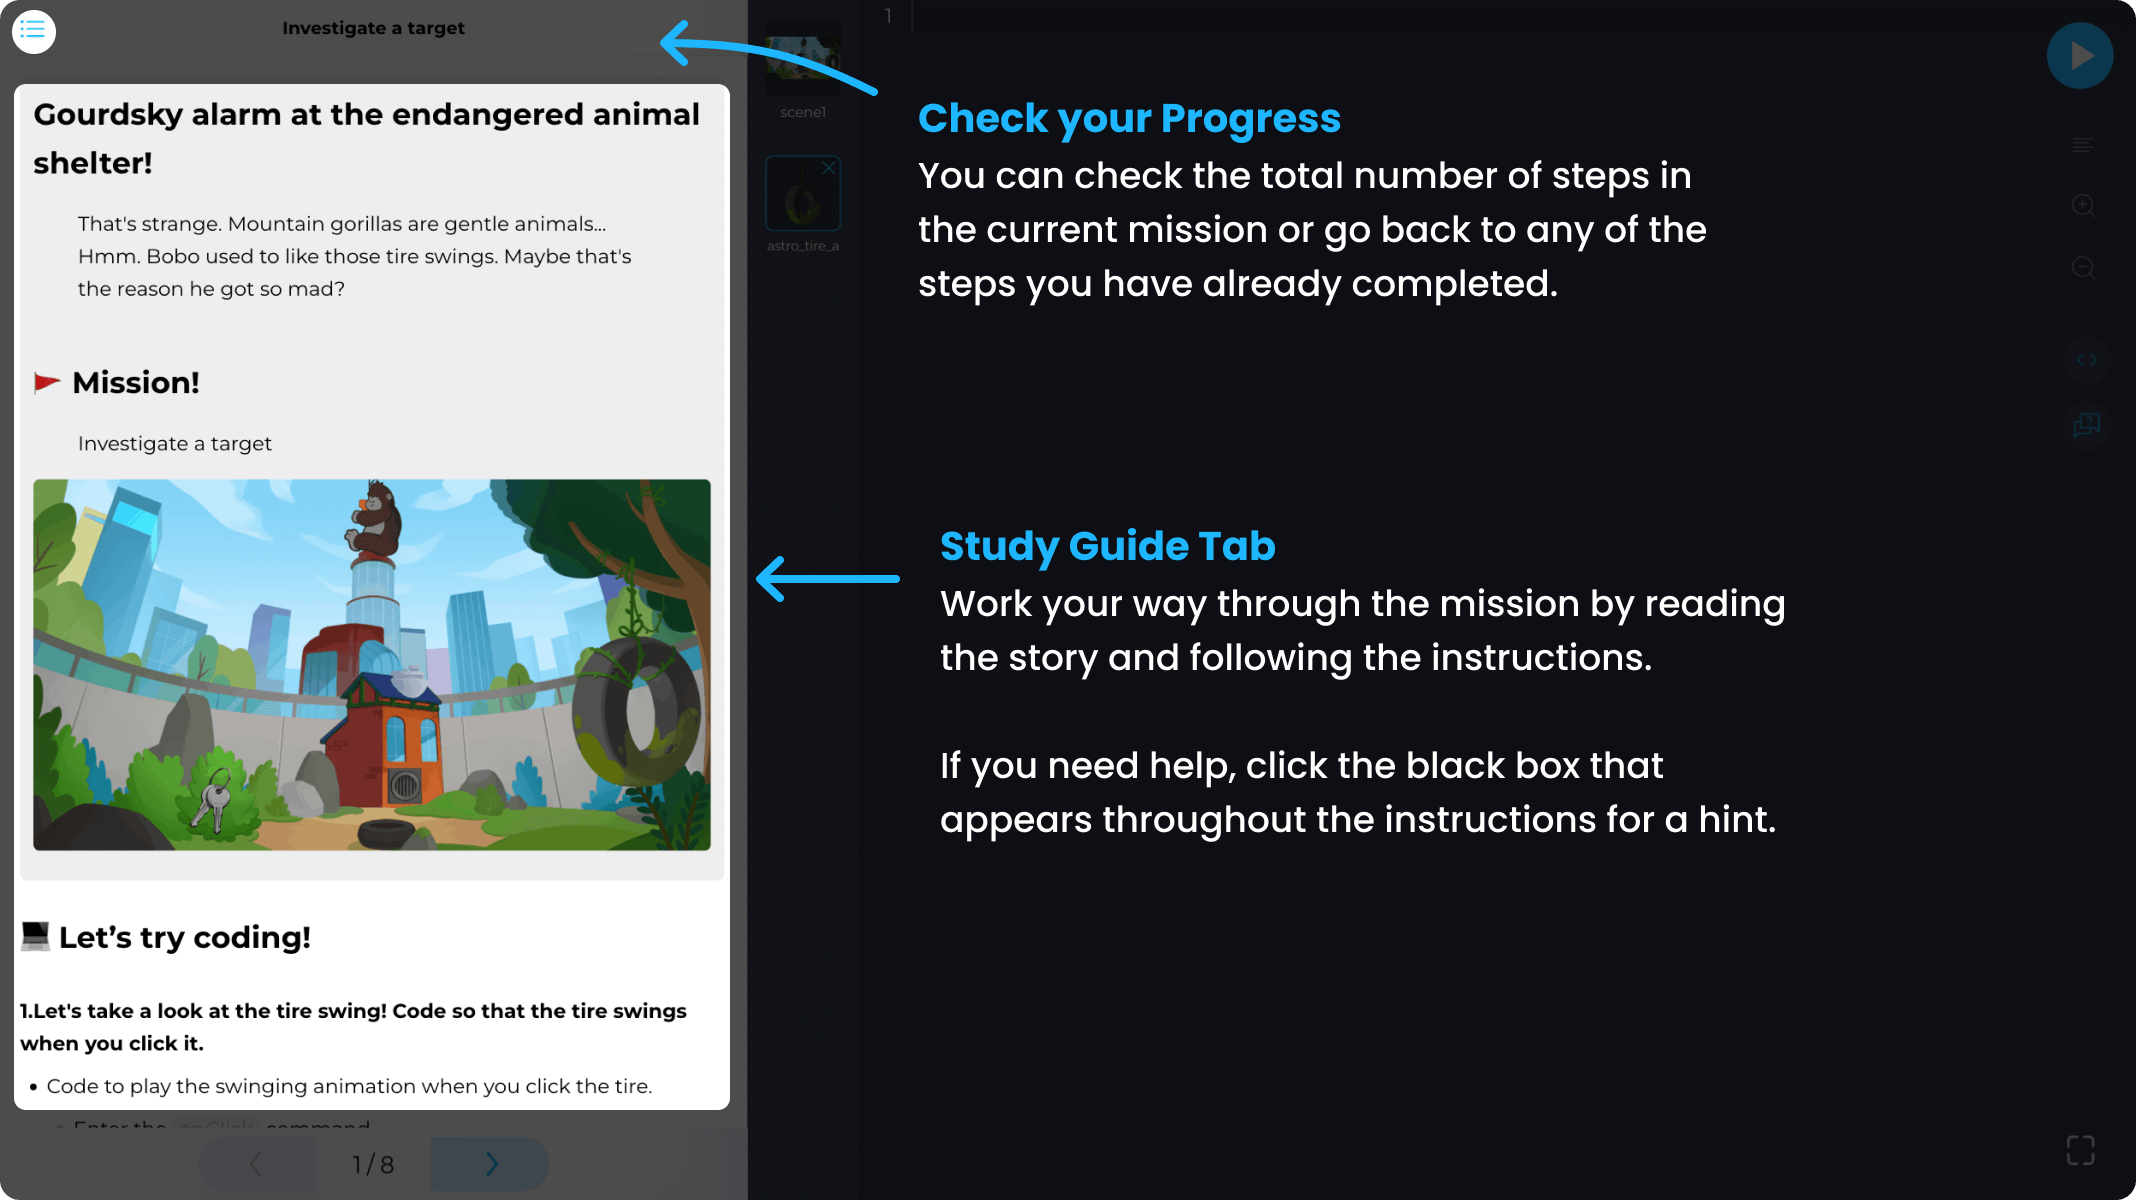 Investigate a target
Gourdsky alarm at the endangered animal
shelter!
That's strange. Mountain gorillas are gentle animals...
Hmm. Bobo used to like those tire swings. Maybe that's
the reason he got so mad?
Mission!
Investigate a target
Let's try coding!
1.Let's take a look at the tire swing! Code so that the tire swings
when you click it.
• Code to play the swinging animation when you click the tire.
Enter the onClick command
1 / 8
scene1
astro_tire_a
1
Check your Progress
You can check the total number of steps in
the current mission or go back to any of the
steps you have already completed.
Study Guide Tab
Work your way through the mission by reading
the story and following the instructions.
If you need help, click the black box that
appears throughout the instructions for a hint.